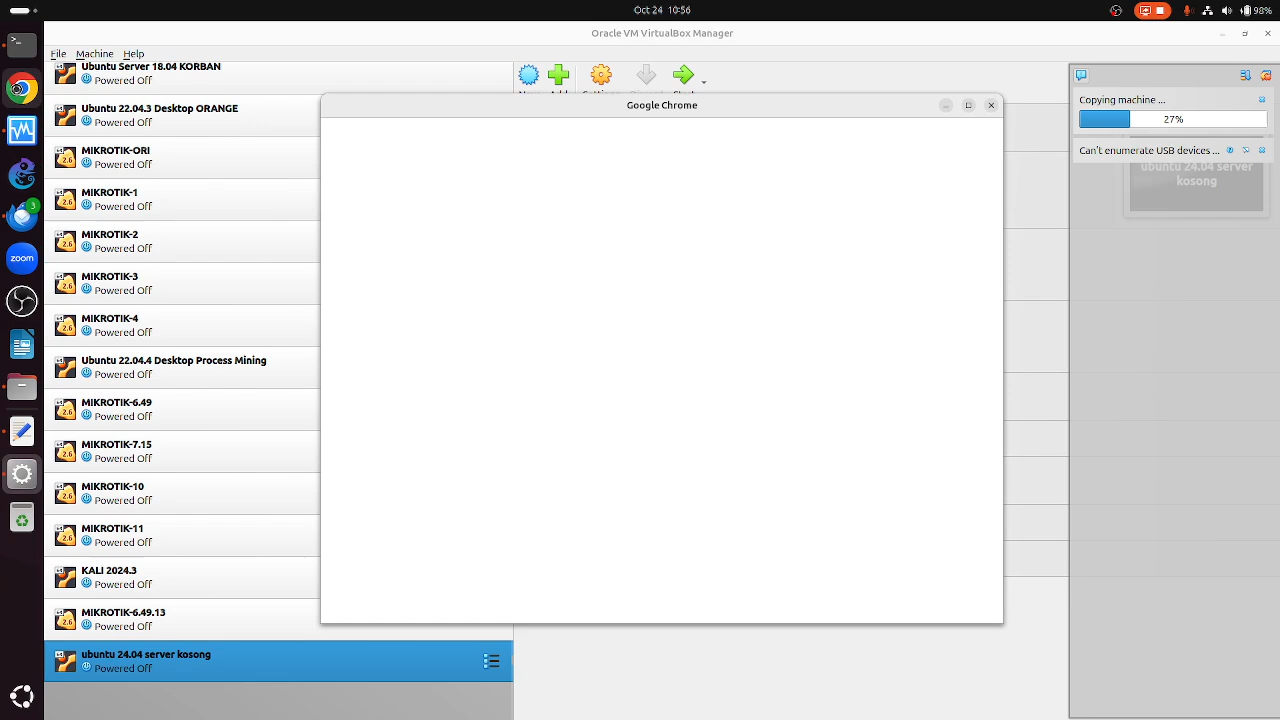 Oct 24 10:56
98%
Oracle VM VirtualBox Manager
File Machine Help
Ubuntu Server 18.04 KORBAN
Powered Off
Ubuntu 22.04.3 Desktop ORANGE
Powered Off
MIKROTIK-ORI
Powered Off
MIKROTIK-1
Powered Off
MIKROTIK-2
Powered Off
MIKROTIK-3
Powered Off
MIKROTIK-4
Powered Off
Ubuntu 22.04.4 Desktop Process Mining
Powered Off
MIKROTIK-6.49
Powered Off
MIKROTIK-7.15
Powered Off
MIKROTIK-10
Powered Off
MIKROTIK-11
Powered Off
KALI 2024.3
Powered Off
MIKROTIK-6.49.13
Powered Off
ubuntu 24.04 server kosong
Powered Off
Google Chrome
Copying machine ...
27%
Can't enumerate USB devices ...
ubuntu 24.04 server
kosong
zoom
3